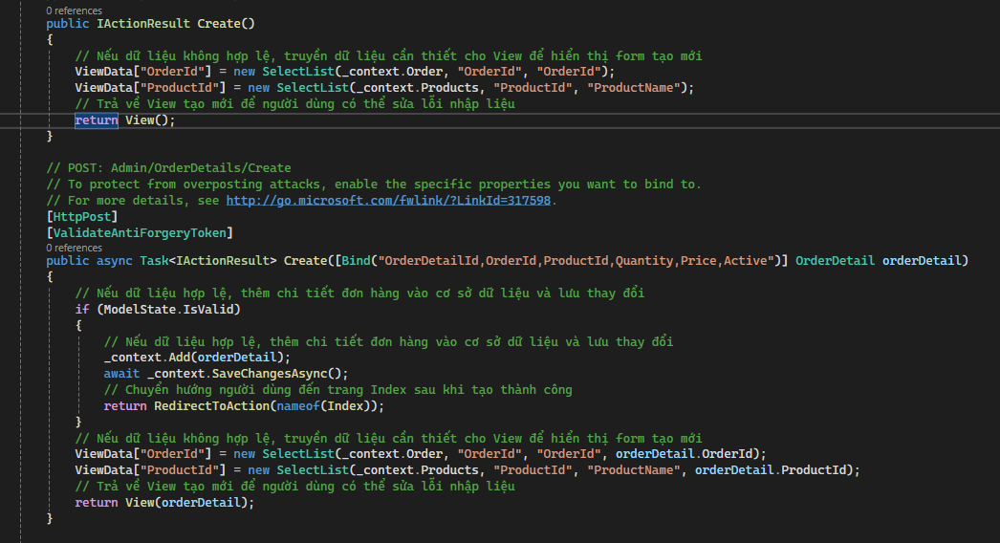 0 references
public IActionResult Create()
{
// Nếu dữ liệu không hợp lệ, truyền dữ liệu cần thiết cho View để hiển thị form tạo mới
ViewData["OrderId"] = new SelectList(_context.Order, "OrderId", "OrderId");
ViewData["ProductId"] = new SelectList(_context.Products, "ProductId", "ProductName");
// Trả về View tạo mới để người dùng có thể sửa lỗi nhập liệu
return View();
}
// POST: Admin/OrderDetails/Create
// To protect from overposting attacks, enable the specific properties you want to bind to.
// For more details, see http://go.microsoft.com/fwlink/?LinkId=317598.
[HttpPost]
[ValidateAntiForgeryToken]
0 references
public async Task<IActionResult> Create([Bind("OrderDetailId,OrderId,ProductId,Quantity,Price,Active")] OrderDetail orderDetail)
{
// Nếu dữ liệu hợp lệ, thêm chi tiết đơn hàng vào cơ sở dữ liệu và lưu thay đổi
if (ModelState.IsValid)
{
// Nếu dữ liệu hợp lệ, thêm chi tiết đơn hàng vào cơ sở dữ liệu và lưu thay đổi
_context.Add(orderDetail);
await _context.SaveChangesAsync();
// Chuyển hướng người dùng đến trang Index sau khi tạo thành công
return RedirectToAction(nameof(Index));
}
// Nếu dữ liệu không hợp lệ, truyền dữ liệu cần thiết cho View để hiển thị form tạo mới
ViewData["OrderId"] = new SelectList(_context.Order, "OrderId", "OrderId", orderDetail.OrderId);
ViewData["ProductId"] = new SelectList(_context.Products, "ProductId", "ProductName", orderDetail.ProductId);
// Trả về View tạo mới để người dùng có thể sửa lỗi nhập liệu
return View(orderDetail);
}